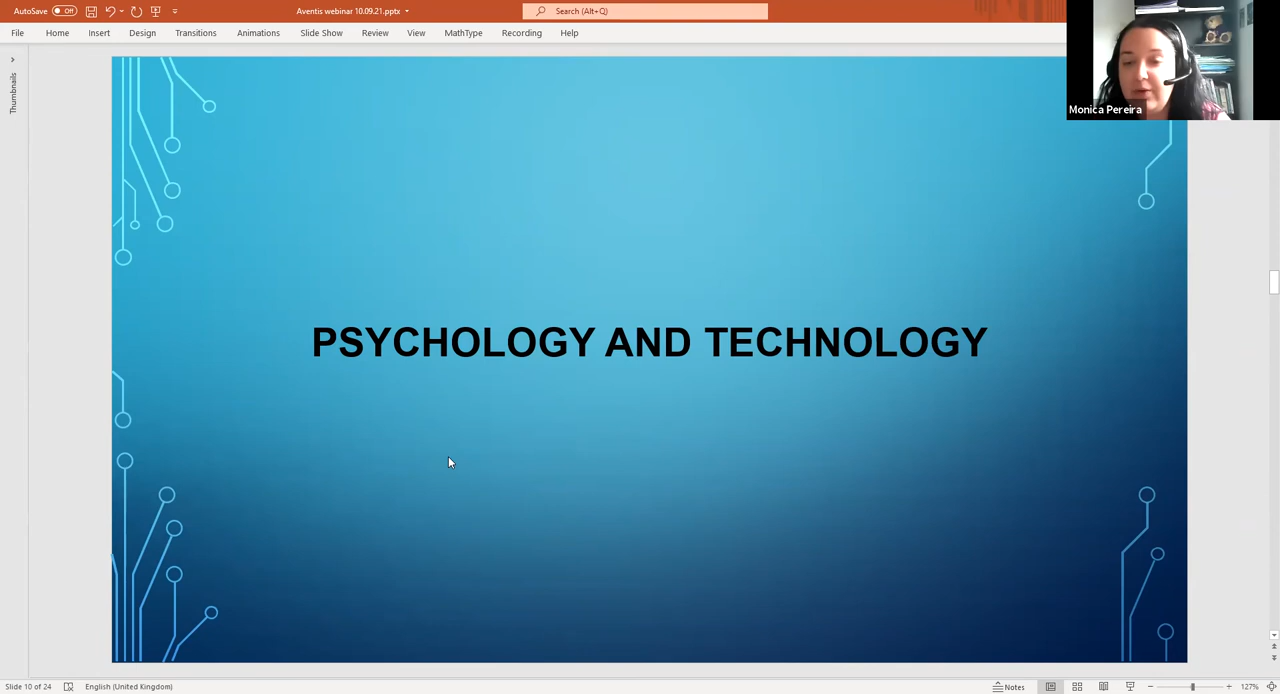 AutoSave Off Aventis webinar 10.09.21.pptx Search (Alt+Q)
File Home Insert Design Transitions Animations Slide Show Review View MathType Recording Help
Thumbnails
Monica Pereira
PSYCHOLOGY AND TECHNOLOGY
Slide 10 of 24 English (United Kingdom) Notes 127%